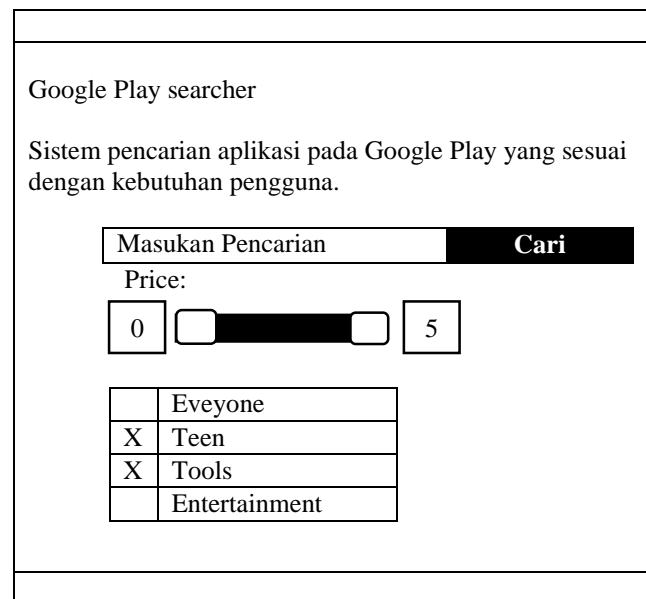 Google Play searcher
Sistem pencarian aplikasi pada Google Play yang sesuai
dengan kebutuhan pengguna.
Masukan Pencarian Cari
Price:
0 5
Eveyone
X Teen
X Tools
Entertainment